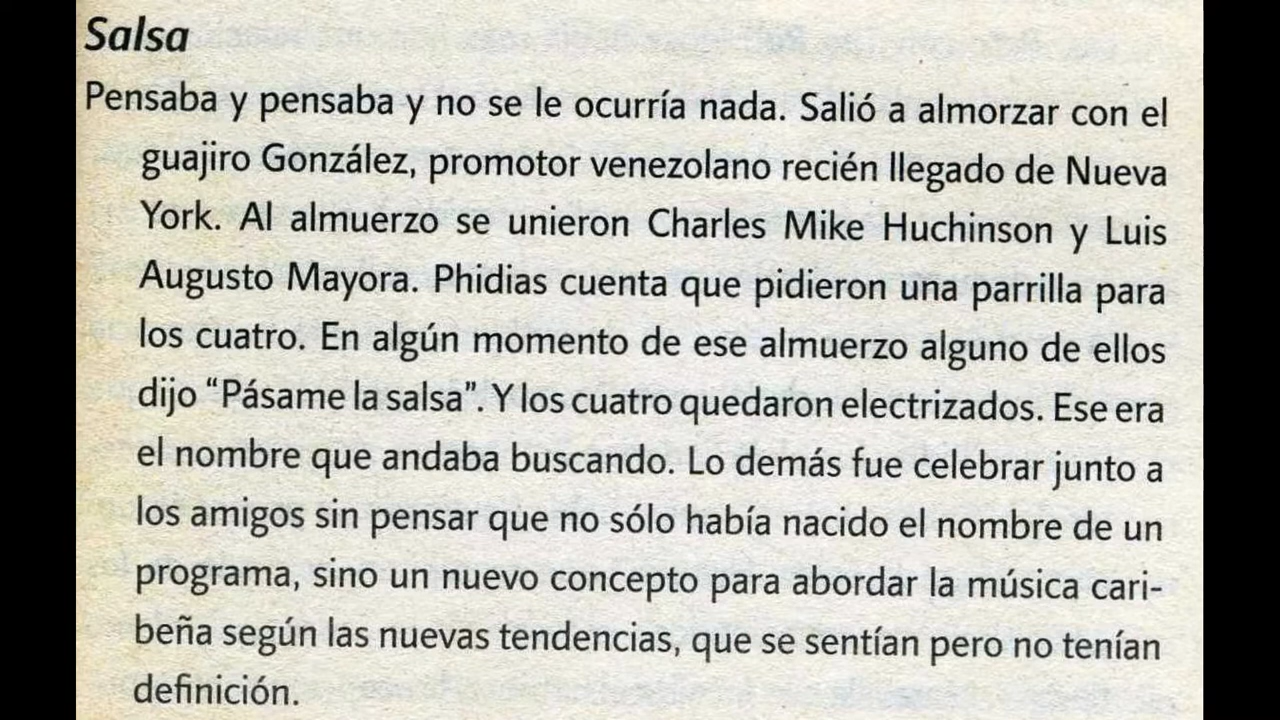 Salsa
Pensaba y pensaba y no se le ocurría nada. Salió a almorzar con el
guajiro González, promotor venezolano recién llegado de Nueva
York. Al almuerzo se unieron Charles Mike Huchinson y Luis
Augusto Mayora. Phidias cuenta que pidieron una parrilla para
los cuatro. En algún momento de ese almuerzo alguno de ellos
dijo “Pásame la salsa”. Y los cuatro quedaron electrizados. Ese era
el nombre que andaba buscando. Lo demás fue celebrar junto a
los amigos sin pensar que no sólo había nacido el nombre de un
programa, sino un nuevo concepto para abordar la música cari-
beña según las nuevas tendencias, que se sentían pero no tenían
definición.